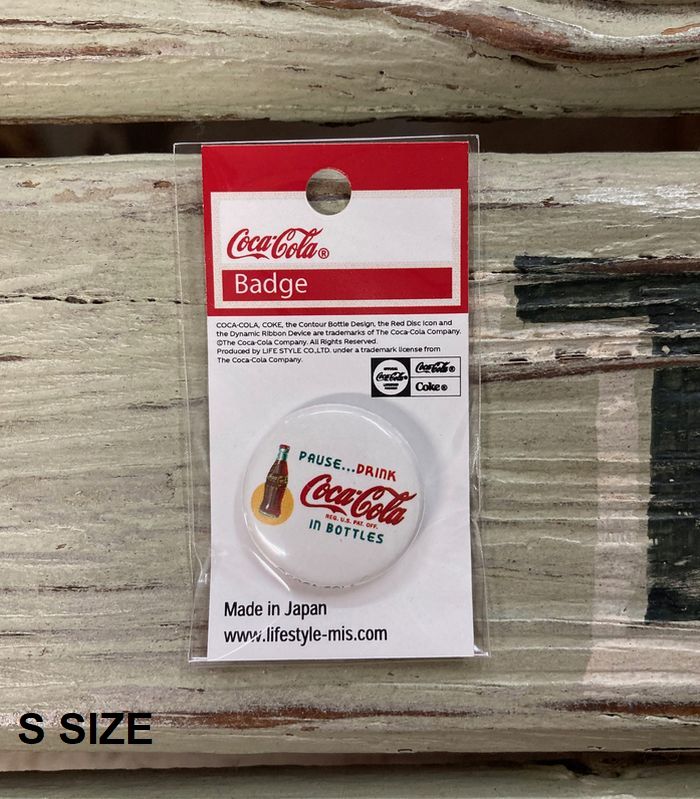 Coca-Cola®
Badge
COCA-COLA, COKE, the Contour Bottle Design, the Red Disc Icon and
the Dynamic Ribbon Device are trademarks of The Coca-Cola Company.
©The Coca-Cola Company. All Rights Reserved.
Produced by LIFE STYLE CO.,LTD. under a trademark license from
The Coca-Cola Company.
Coca-Cola®
Coca-Cola®
Coke®
PAUSE...DRINK
Coca-Cola
REG. U.S. PAT. OFF.
IN BOTTLES
Made in Japan
www.lifestyle-mis.com
S SIZE